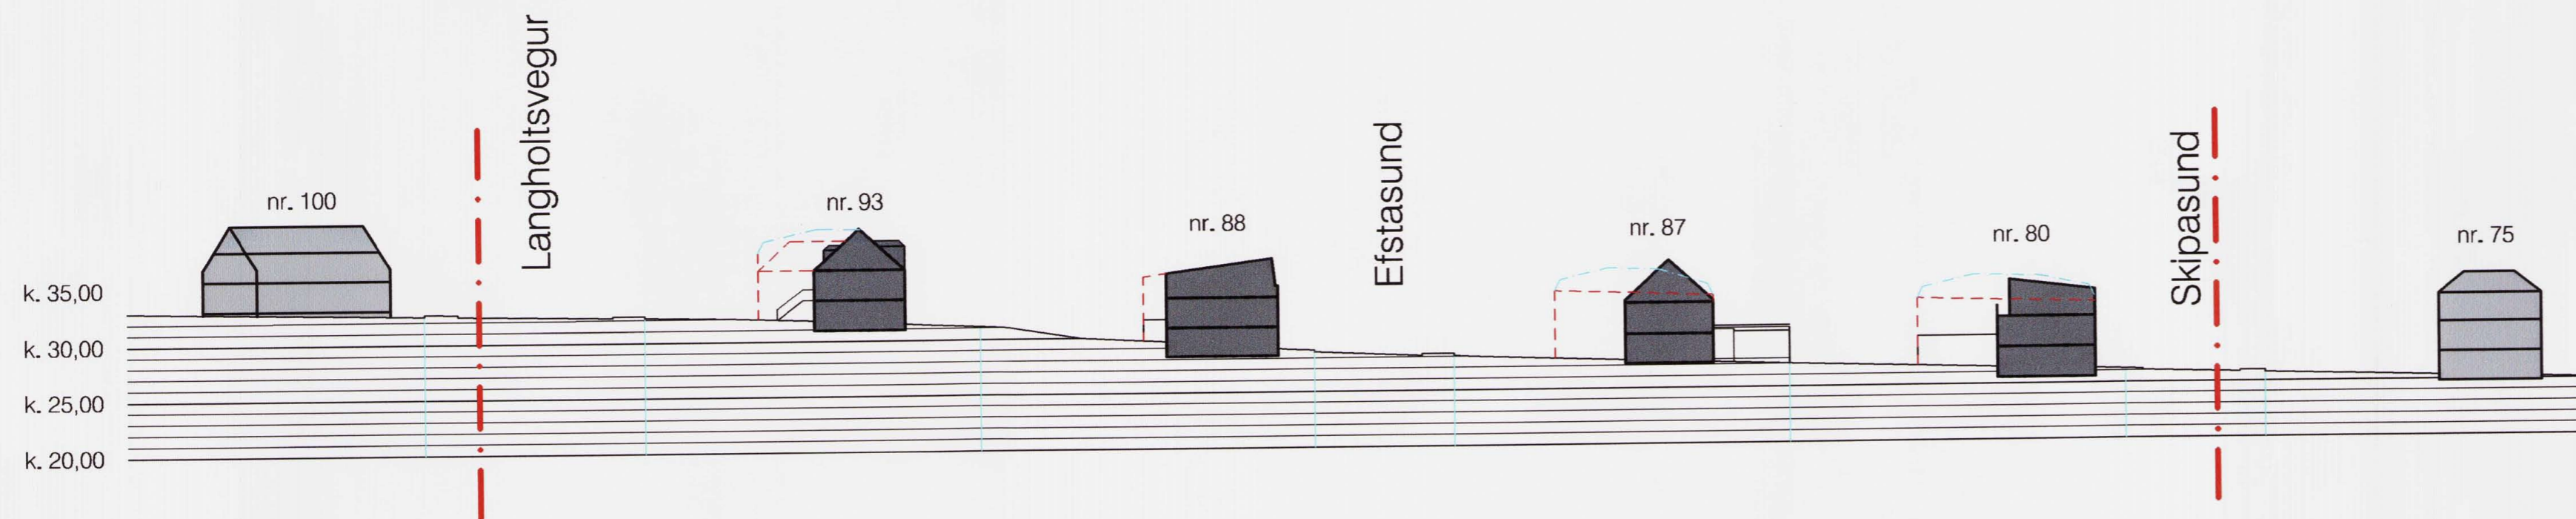 Langholtsvegur
Efstasund
Skipasund
nr. 100
nr. 93
nr. 88
nr. 87
nr. 80
nr. 75
k. 35,00
k. 30,00
k. 25,00
k. 20,00